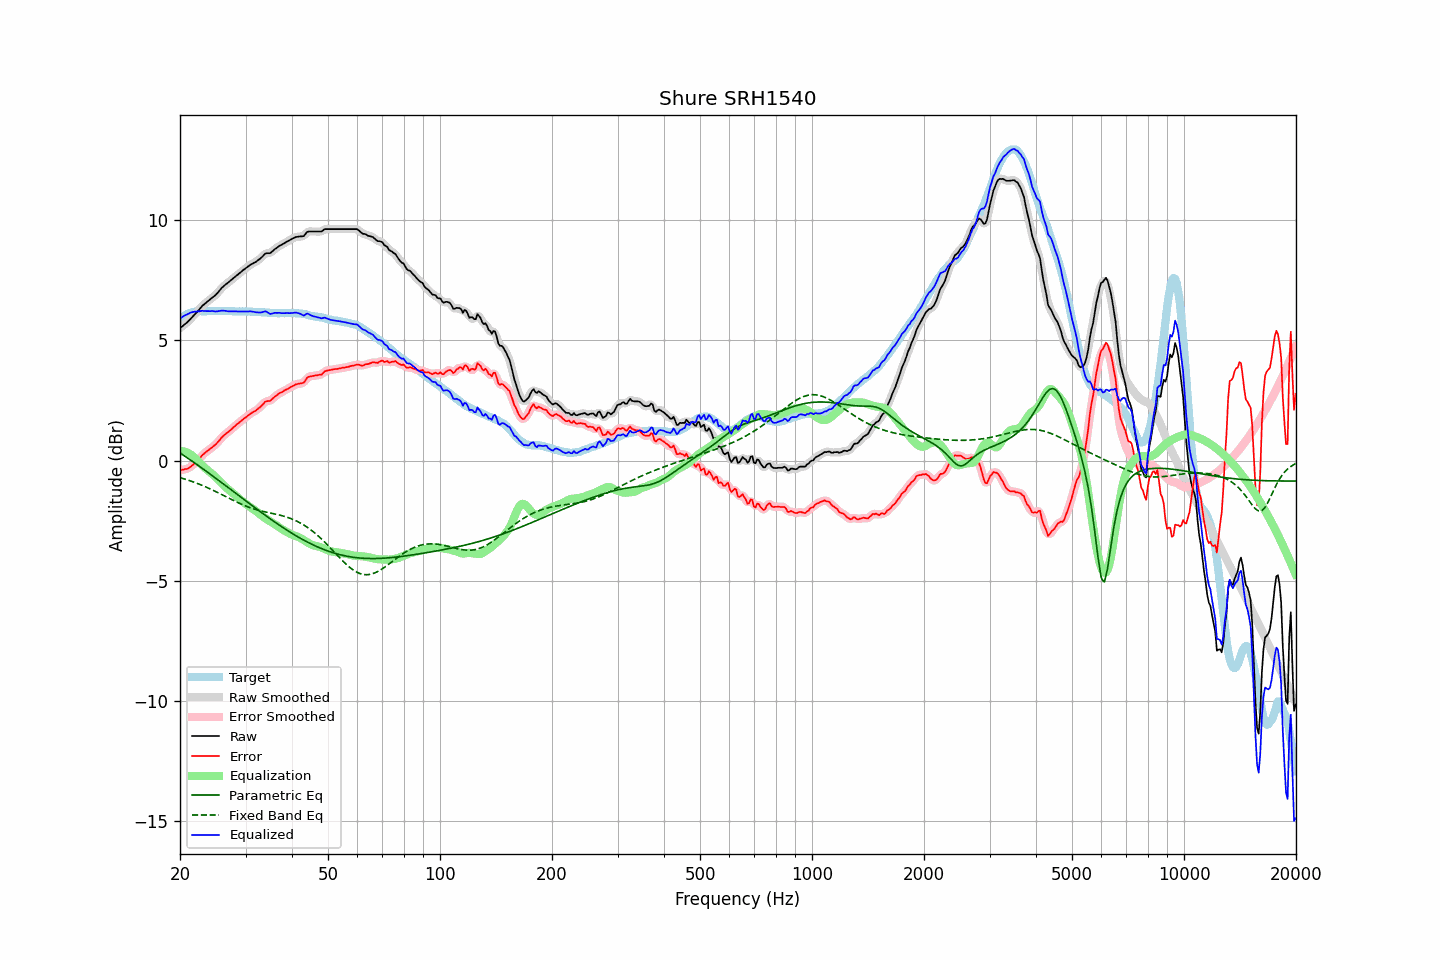 Shure SRH1540
Amplitude (dBr)
10
5
0
−5
−10
−15
Target
Raw Smoothed
Error Smoothed
Raw
Error
Equalization
Parametric Eq
Fixed Band Eq
Equalized
20 50 100 200 500 1000 2000 5000 10000 20000
Frequency (Hz)